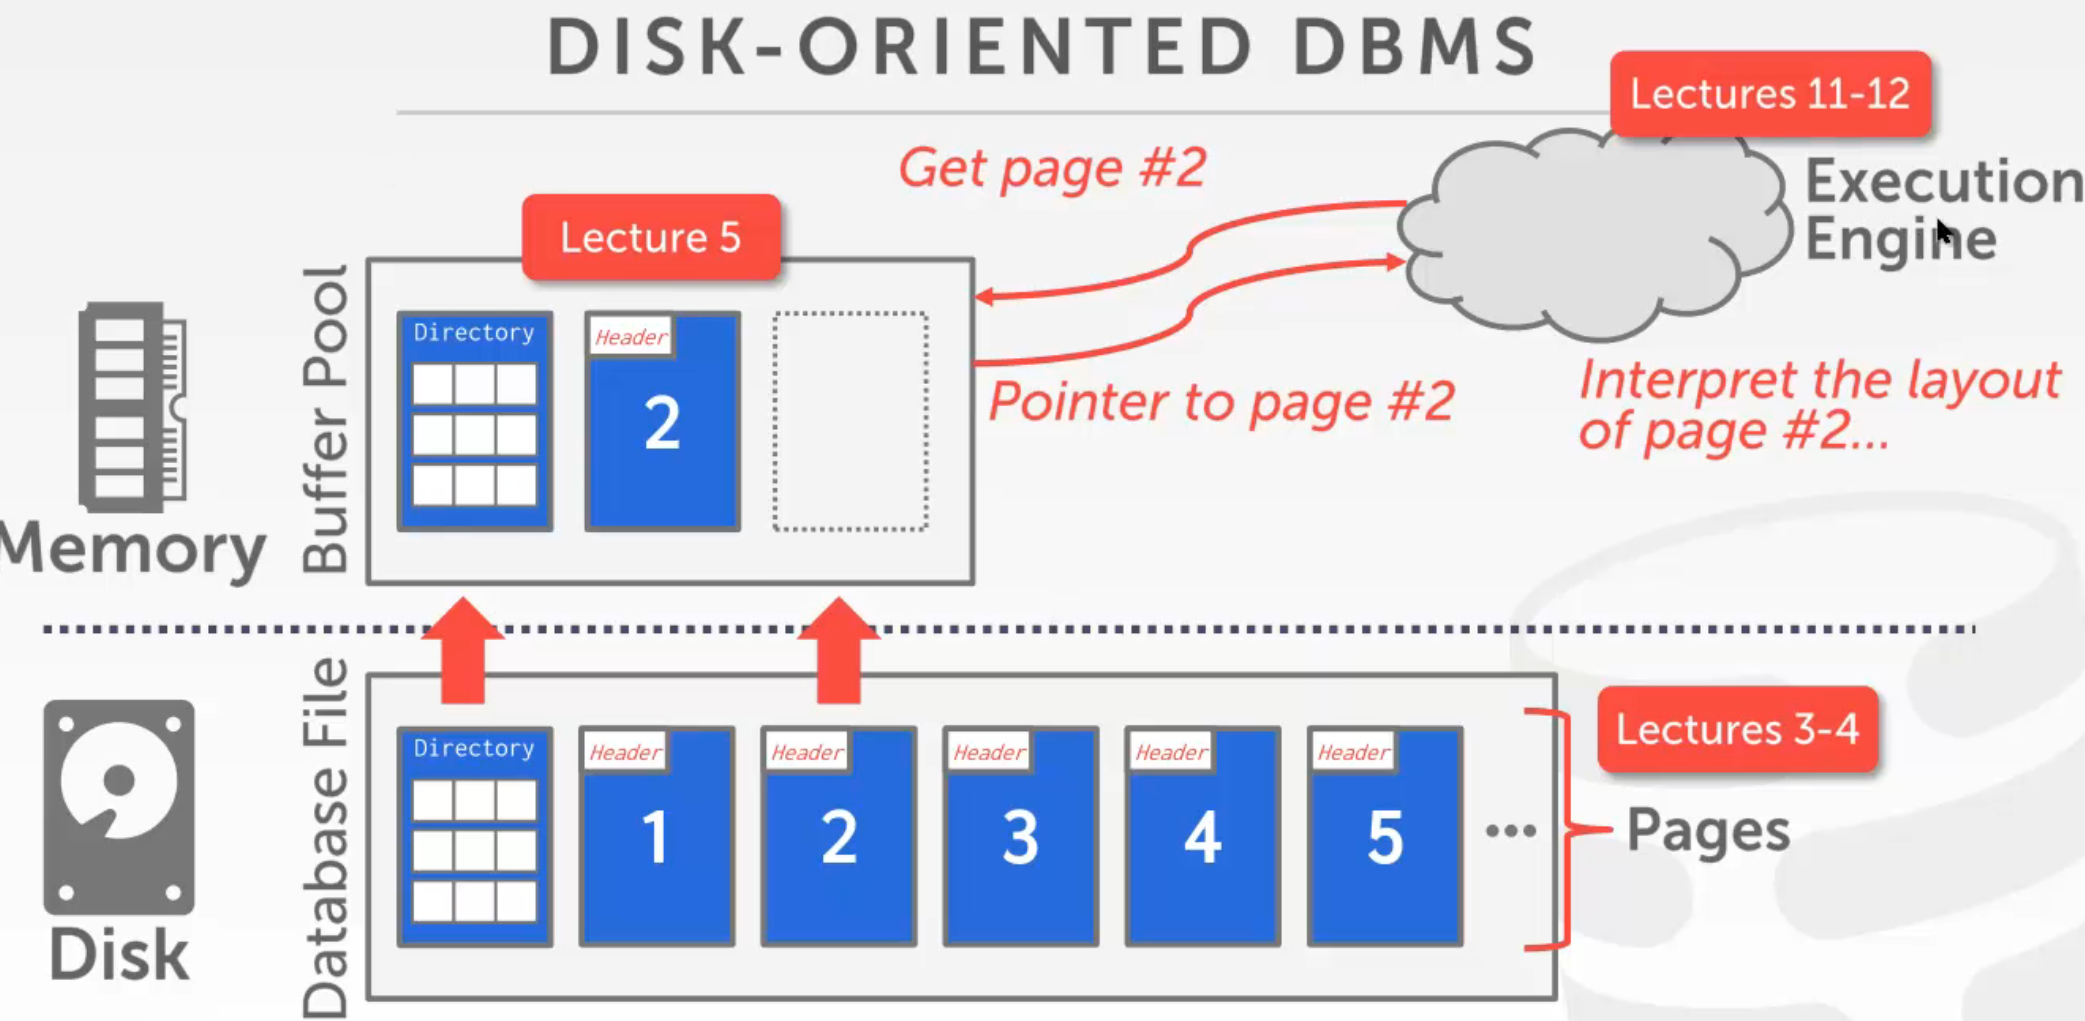 DISK-ORIENTED DBMS
Lectures 11-12
Get page #2
Execution
Engine
Lecture 5
Buffer Pool
Directory
Header
2
Pointer to page #2
Interpret the layout
of page #2...
Memory
Database File
Directory
Header
1
Header
2
Header
3
Header
4
Header
5
...
Lectures 3-4
Pages
Disk